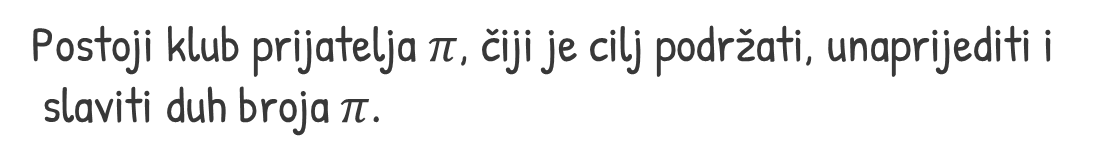 Postoji klub prijatelja π, čiji je cilj podržati, unaprijediti i
slaviti duh broja π.